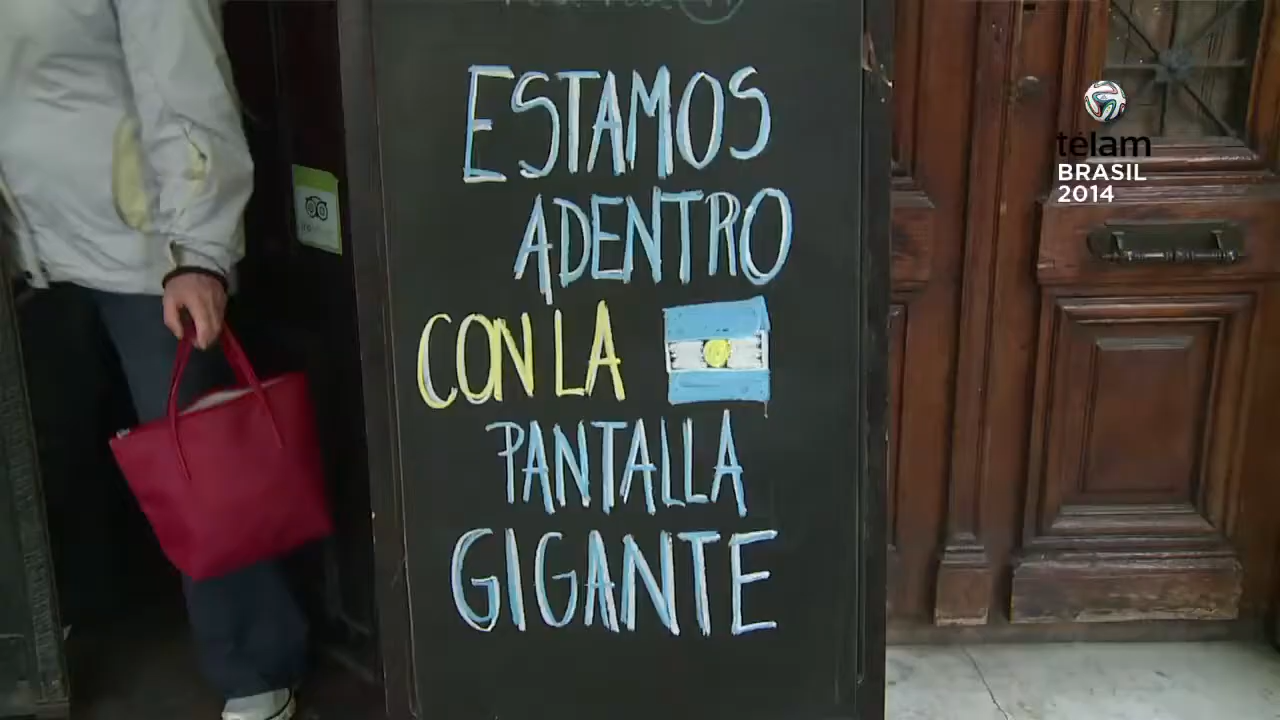 ESTAMOS
ADENTRO
CON LA
PANTALLA
GIGANTE
télam
BRASIL
2014